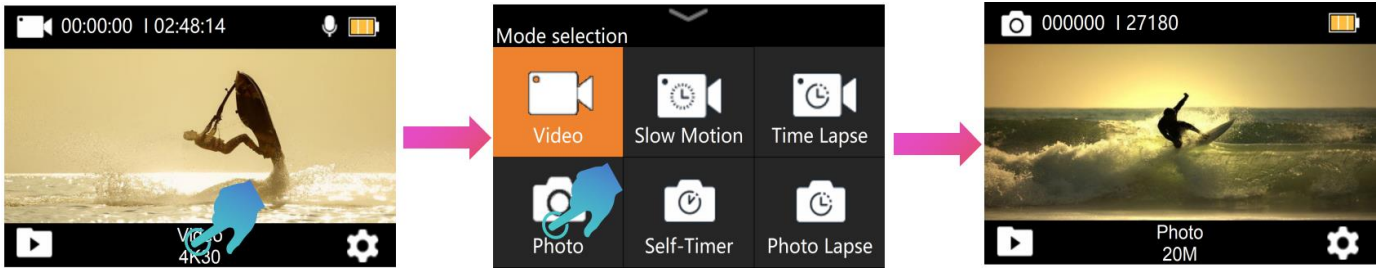 00:00:00 I 02:48:14
Video
4K30
Mode selection
Video
Slow Motion
Time Lapse
Photo
Self-Timer
Photo Lapse
000000 I 27180
Photo
20M